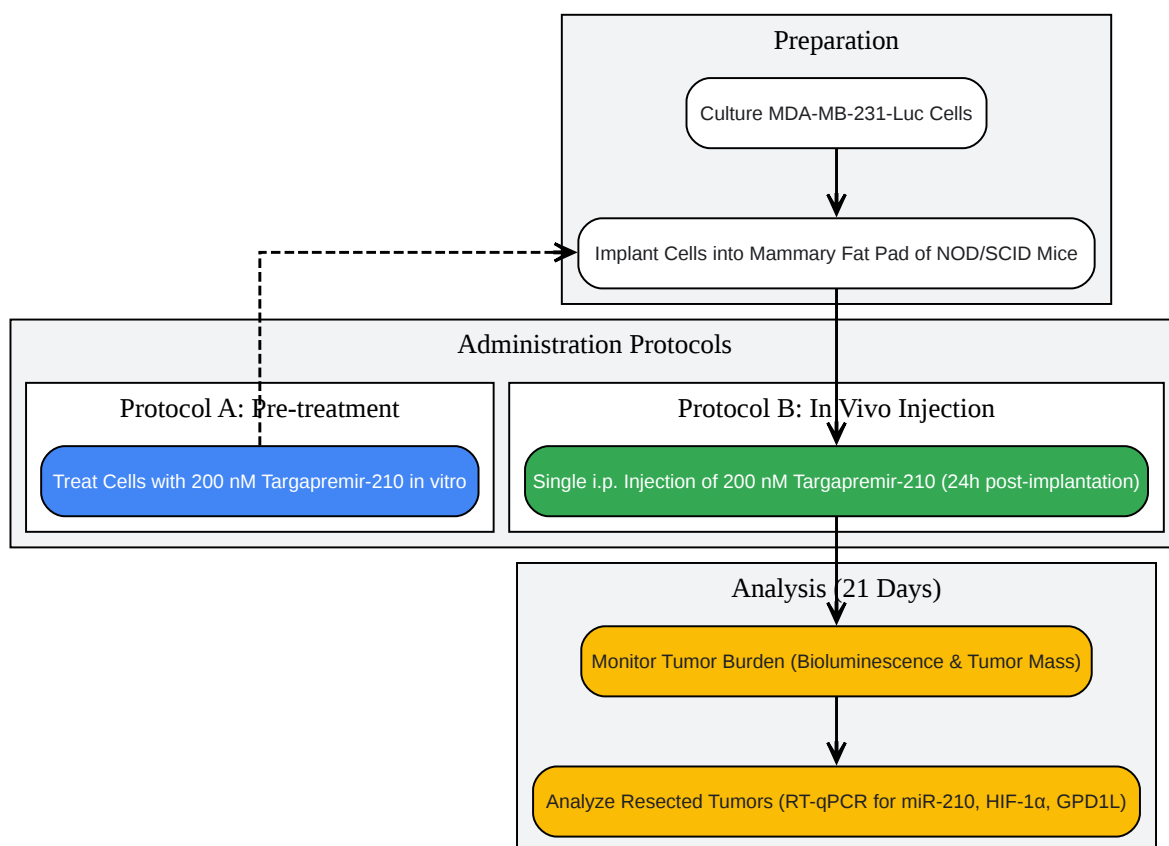 Preparation
Culture MDA-MB-231-Luc Cells
Implant Cells into Mammary Fat Pad of NOD/SCID Mice
Administration Protocols
Protocol A: Pre-treatment
Treat Cells with 200 nM Targapremir-210 in vitro
Protocol B: In Vivo Injection
Single i.p. Injection of 200 nM Targapremir-210 (24h post-implantation)
Analysis (21 Days)
Monitor Tumor Burden (Bioluminescence & Tumor Mass)
Analyze Resected Tumors (RT-qPCR for miR-210, HIF-1α, GPD1L)